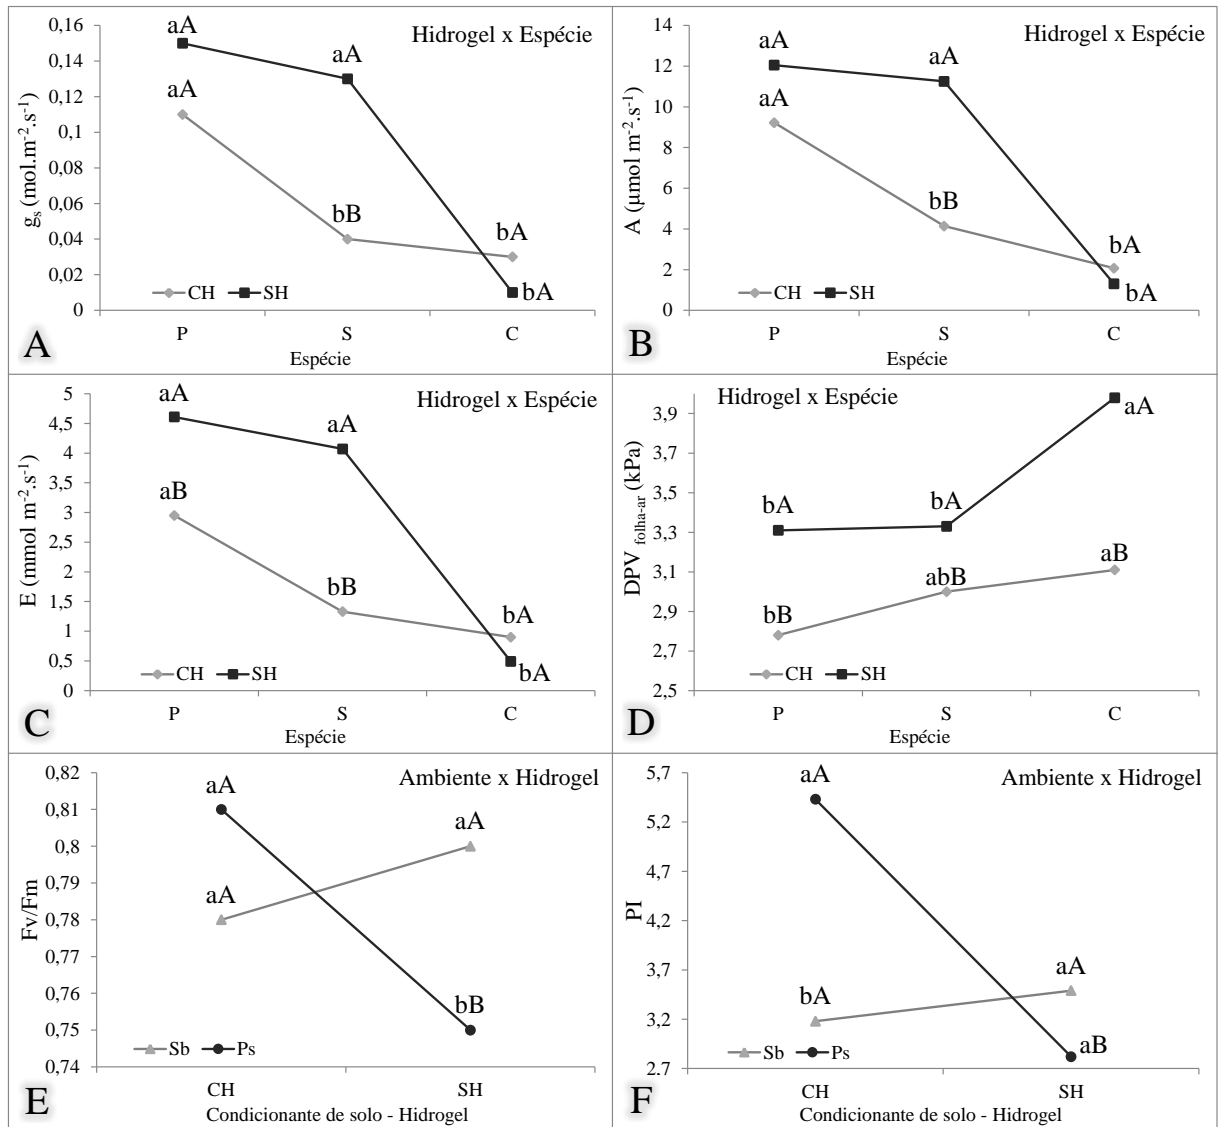 Hidrogel x Espécie
gs (mol.m-2.s-1)
0,16
0,14
0,12
0,1
0,08
0,06
0,04
0,02
0
aA
aA
aA
bB
bA
bA
CH SH
P S C
Espécie
A
Hidrogel x Espécie
A (µmol m-2.s-1)
14
12
10
8
6
4
2
0
aA
aA
aA
bB
bA
bA
CH SH
P S C
Espécie
B
Hidrogel x Espécie
E (mmol m-2.s-1)
5
4,5
4
3,5
3
2,5
2
1,5
1
0,5
0
aA
aA
aB
bB
bA
bA
CH SH
P S C
Espécie
C
Hidrogel x Espécie
DPV folha-ar (kPa)
3,9
3,7
3,5
3,3
3,1
2,9
2,7
2,5
aA
bA
bA
aB
abB
bB
CH SH
P S C
Espécie
D
Ambiente x Hidrogel
Fv/Fm
0,82
0,81
0,8
0,79
0,78
0,77
0,76
0,75
0,74
aA
aA
aA
bB
Sb Ps
CH SH
Condicionante de solo - Hidrogel
E
Ambiente x Hidrogel
PI
5,7
5,2
4,7
4,2
3,7
3,2
2,7
aA
aA
bA
aB
Sb Ps
CH SH
Condicionante de solo - Hidrogel
F